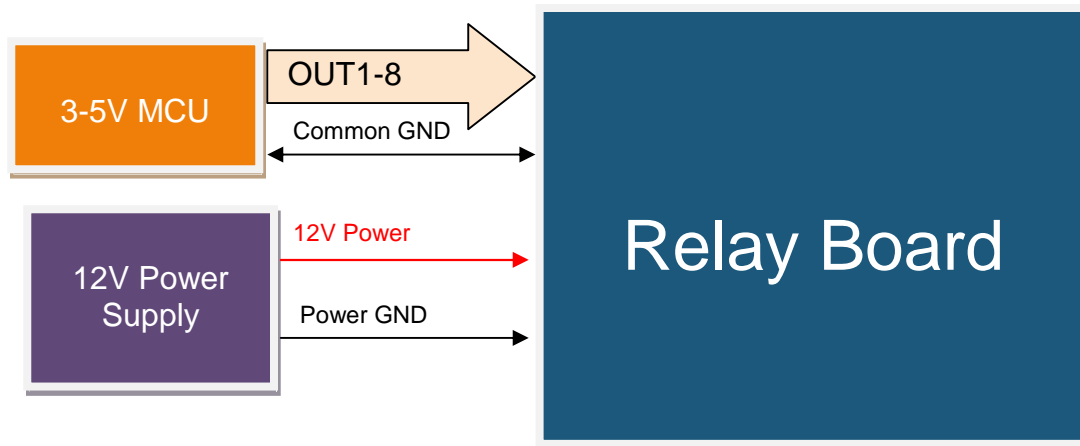 3-5V MCU
OUT1-8
Common GND
12V Power
Supply
12V Power
Power GND
Relay Board